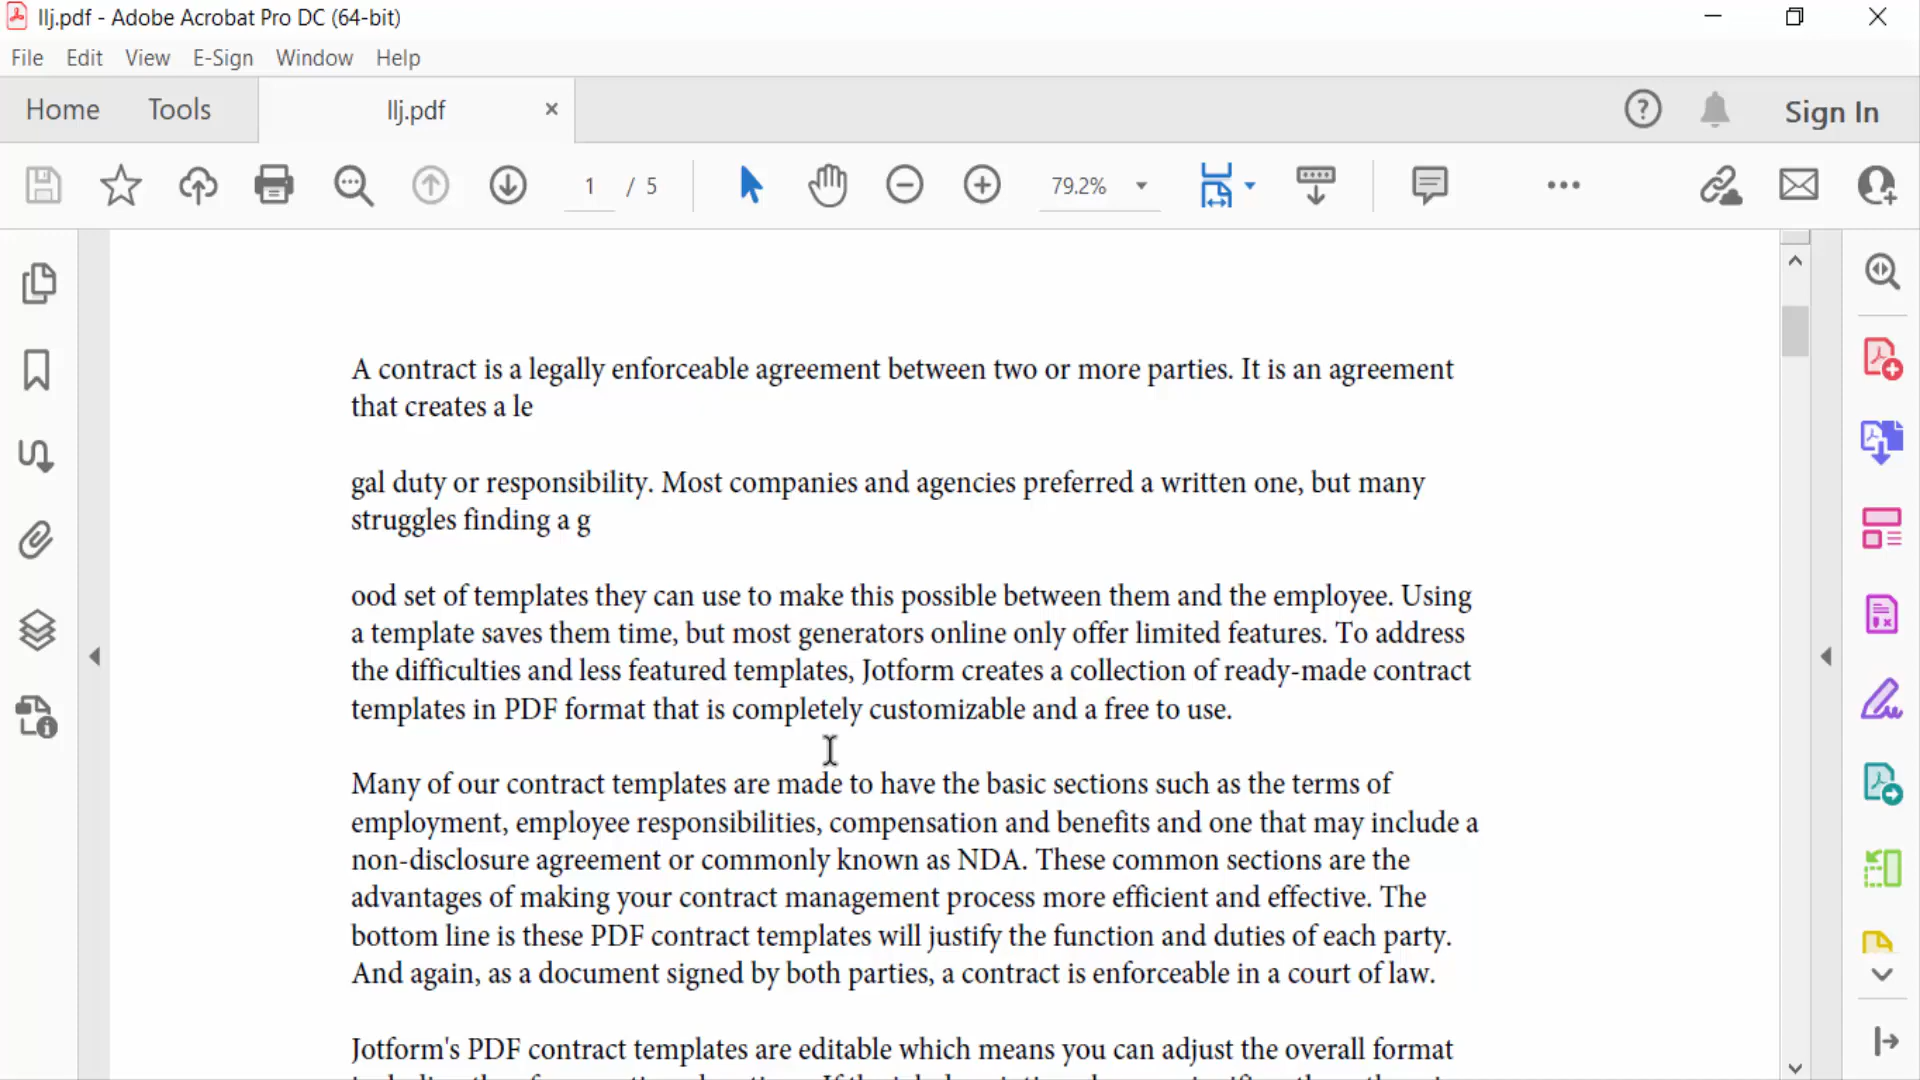 llj.pdf - Adobe Acrobat Pro DC (64-bit)
File Edit View E-Sign Window Help
Home Tools llj.pdf Sign In
1 / 5 79.2%
A contract is a legally enforceable agreement between two or more parties. It is an agreement
that creates a le
gal duty or responsibility. Most companies and agencies preferred a written one, but many
struggles finding a g
ood set of templates they can use to make this possible between them and the employee. Using
a template saves them time, but most generators online only offer limited features. To address
the difficulties and less featured templates, Jotform creates a collection of ready-made contract
templates in PDF format that is completely customizable and a free to use.
Many of our contract templates are made to have the basic sections such as the terms of
employment, employee responsibilities, compensation and benefits and one that may include a
non-disclosure agreement or commonly known as NDA. These common sections are the
advantages of making your contract management process more efficient and effective. The
bottom line is these PDF contract templates will justify the function and duties of each party.
And again, as a document signed by both parties, a contract is enforceable in a court of law.
Jotform's PDF contract templates are editable which means you can adjust the overall format